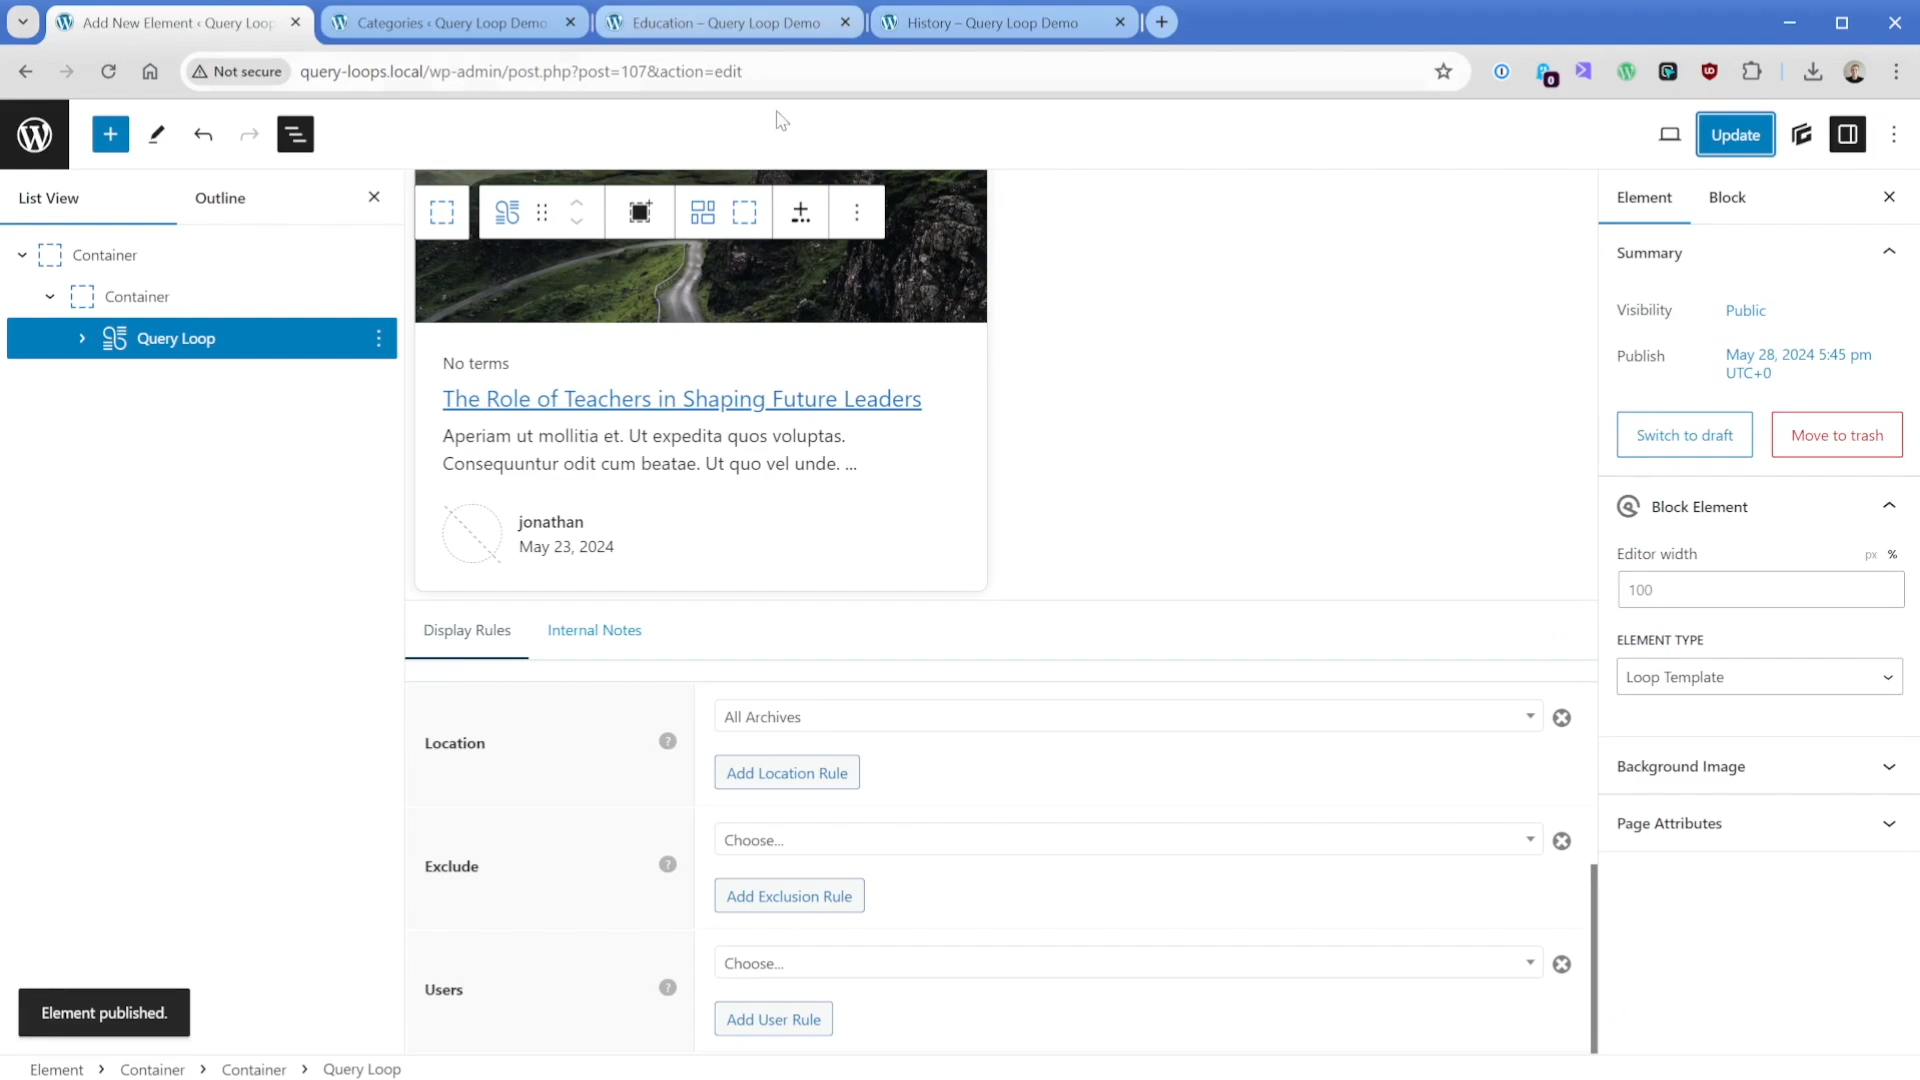 Add New Element ‹ Query Loop
Categories ‹ Query Loop Demo
Education – Query Loop Demo
History – Query Loop Demo
Not secure
query-loops.local/wp-admin/post.php?post=107&action=edit
0
Update
List View
Outline
Container
Container
Query Loop
No terms
The Role of Teachers in Shaping Future Leaders
Aperiam ut mollitia et. Ut expedita quos voluptas.
Consequuntur odit cum beatae. Ut quo vel unde. ...
jonathan
May 23, 2024
Display Rules
Internal Notes
Location
?
All Archives
Add Location Rule
Exclude
?
Choose...
Add Exclusion Rule
Users
?
Choose...
Add User Rule
Element
Block
Summary
Visibility
Public
Publish
May 28, 2024 5:45 pm
UTC+0
Switch to draft
Move to trash
Block Element
Editor width
px
%
100
ELEMENT TYPE
Loop Template
Background Image
Page Attributes
Element published.
Element
Container
Container
Query Loop